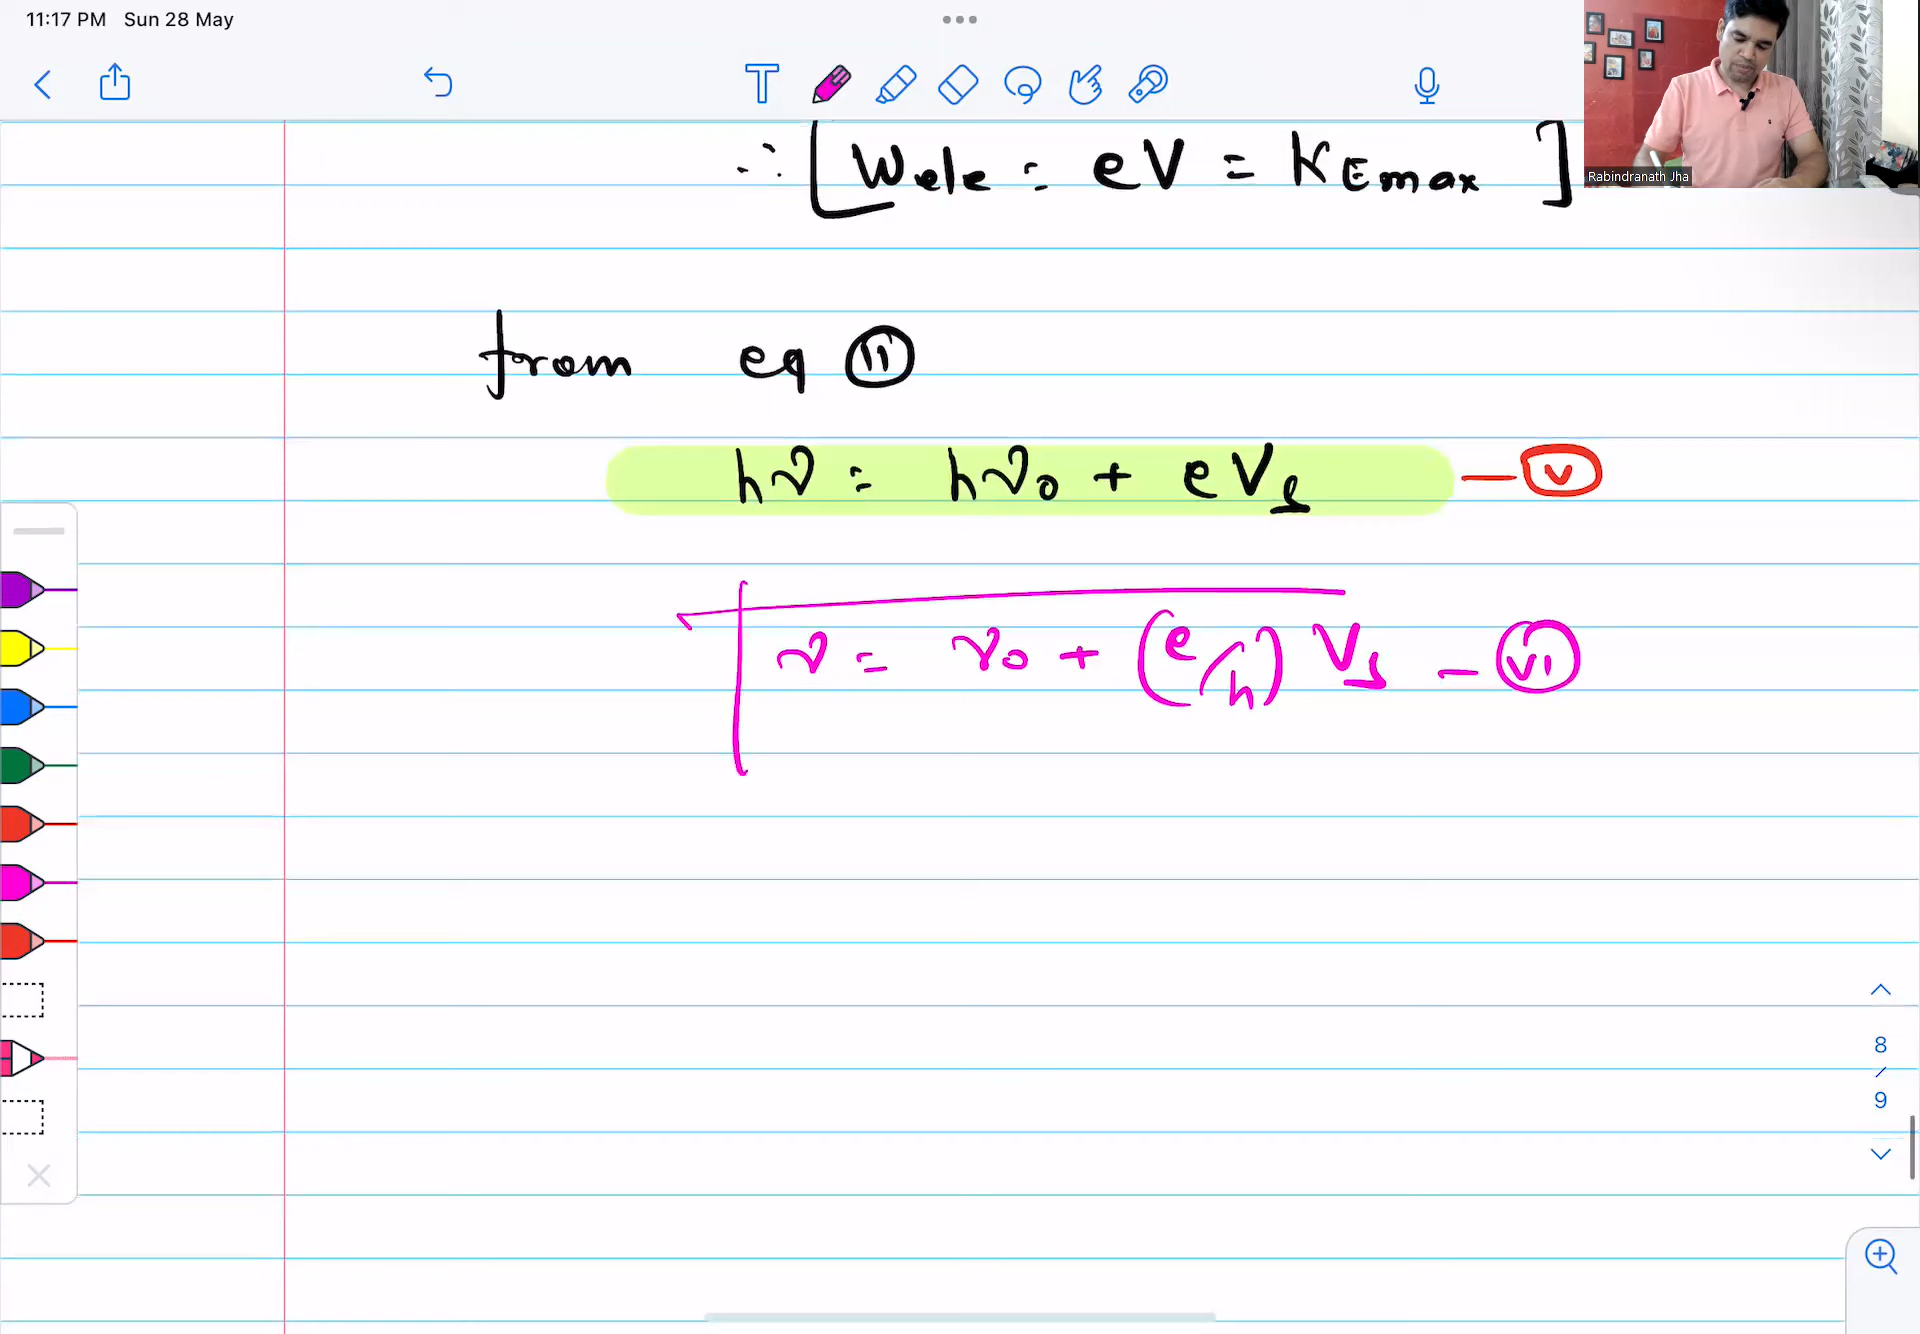 11:17 PM Sun 28 May
∴ [Wele = eV = KEmax]
Rabindranath Jha
from eq (ii)
hν = hν₀ + eVs — (v)
ν = ν₀ + (e/h) Vs — (vi)
8
/
9